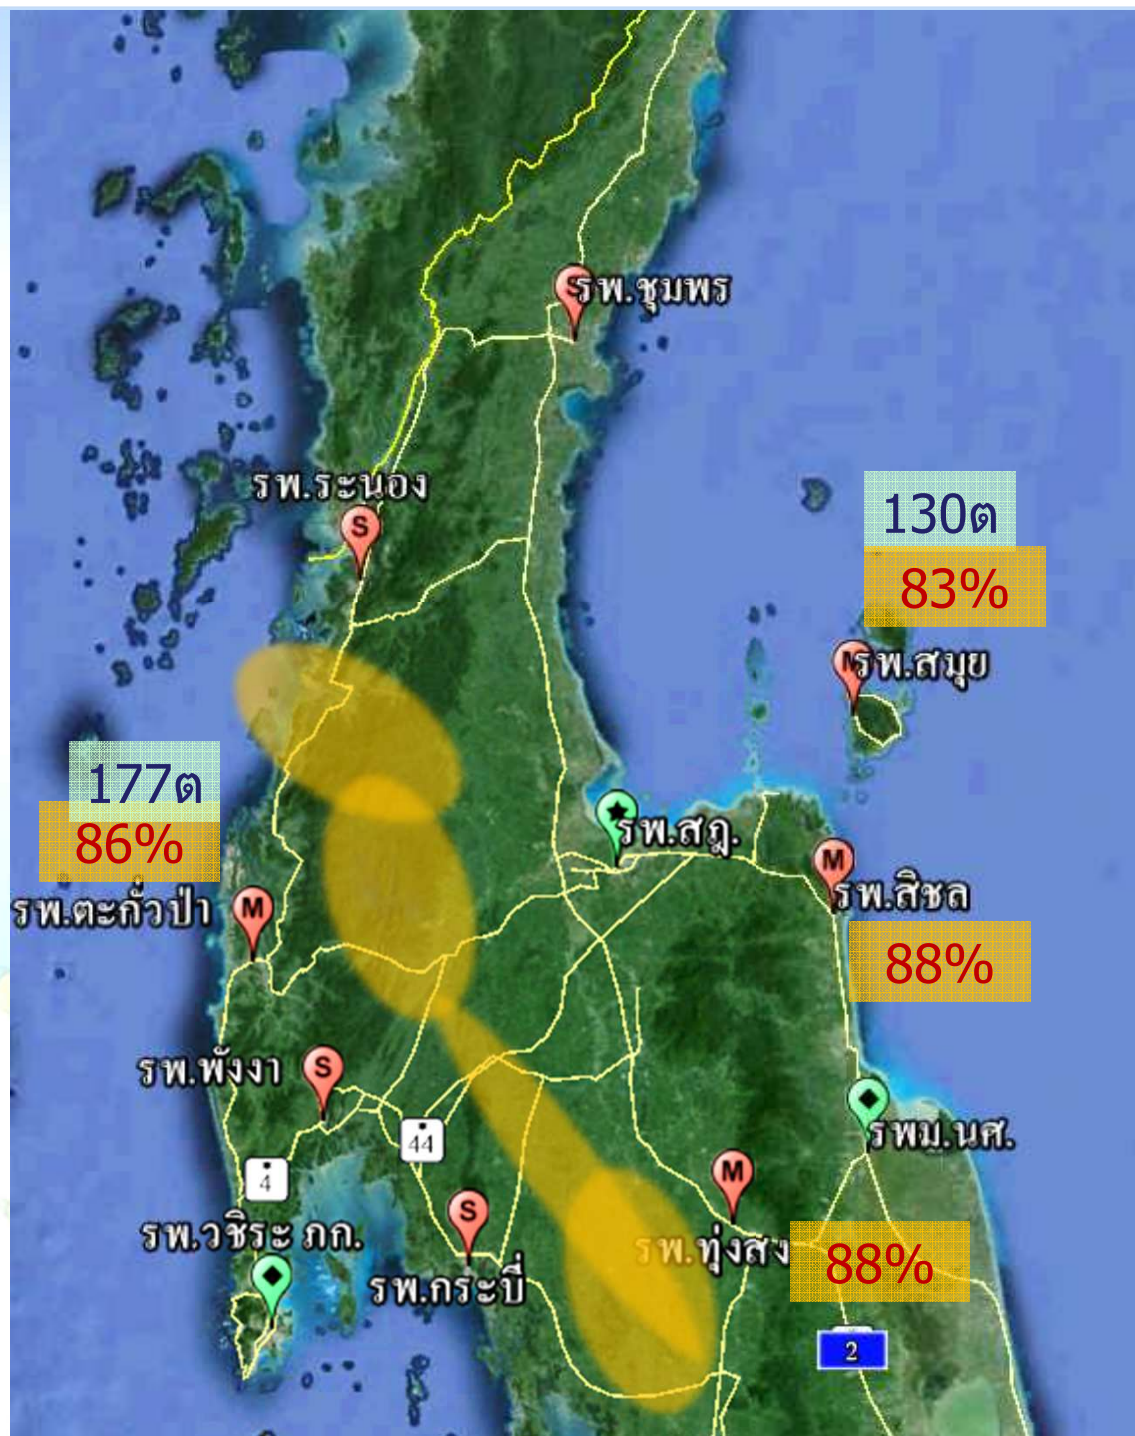 S
รพ.ชุมพร
รพ.ระนอง
S
130ต
83%
M
รพ.สมุย
177ต
86%
รพ.สฎ.
M
รพ.สิชล
รพ.ตะกั่วป่า
M
88%
รพ.พังงา
S
รพม.นศ.
44
4
M
S
รพ.วชิระ ภก.
รพ.ทุ่งสง
88%
รพ.กระบี่
2